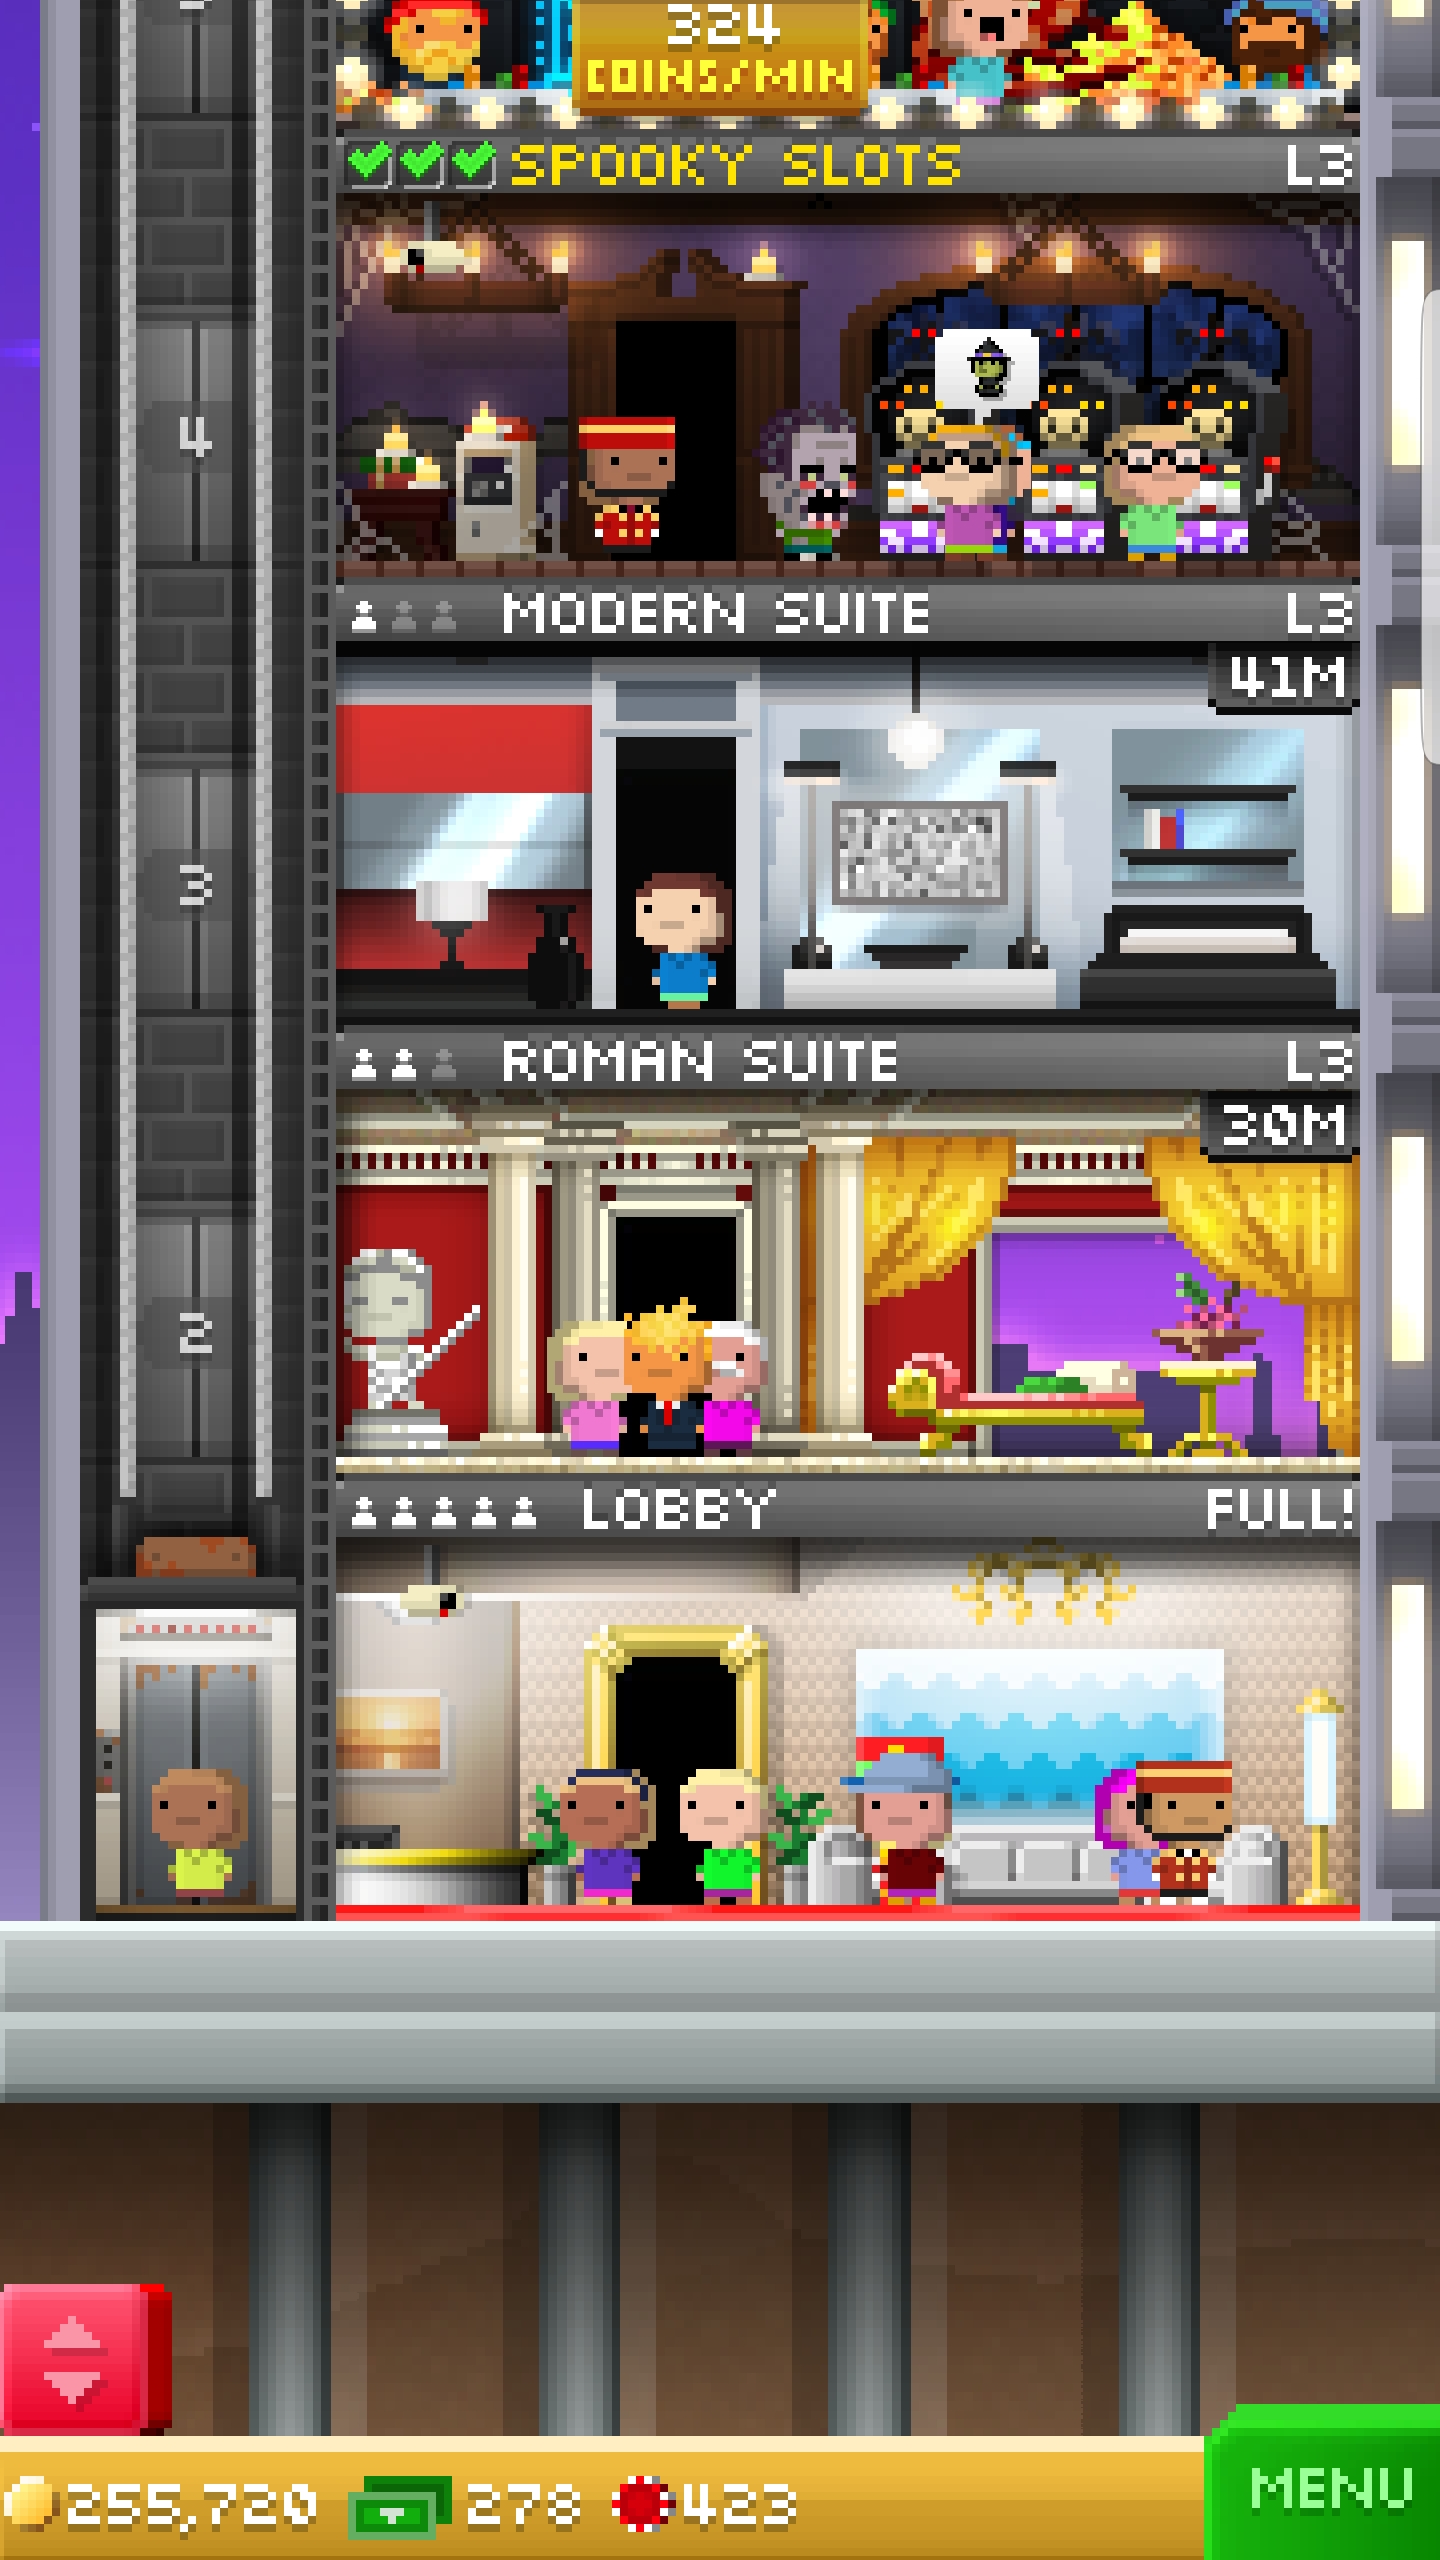 324
COINS/MIN
SPOOKY SLOTS L3
4
MODERN SUITE L3
41M
3
ROMAN SUITE L3
30M
2
LOBBY FULL!
255,720 278 423
MENU